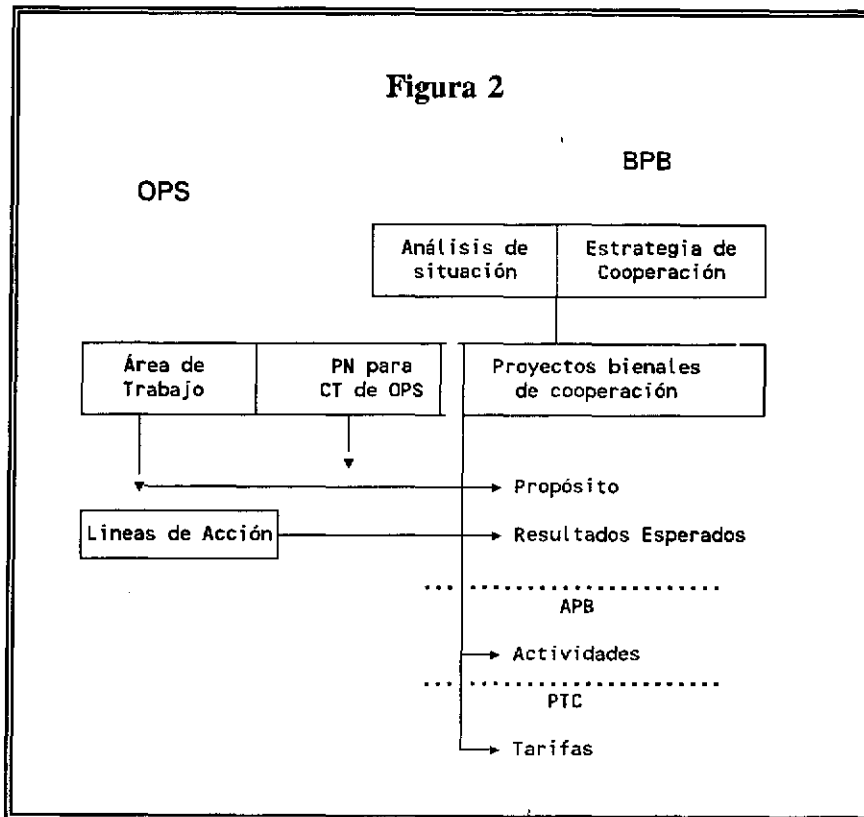 Figura 2
BPB
OPS
Análisis de
situación
Estrategia de
Cooperación
Área de
Trabajo
PN para
CT de OPS
Proyectos bienales
de cooperación
Propósito
Lineas de Acción
Resultados Esperados
APB
Actividades
PTC
Tarifas